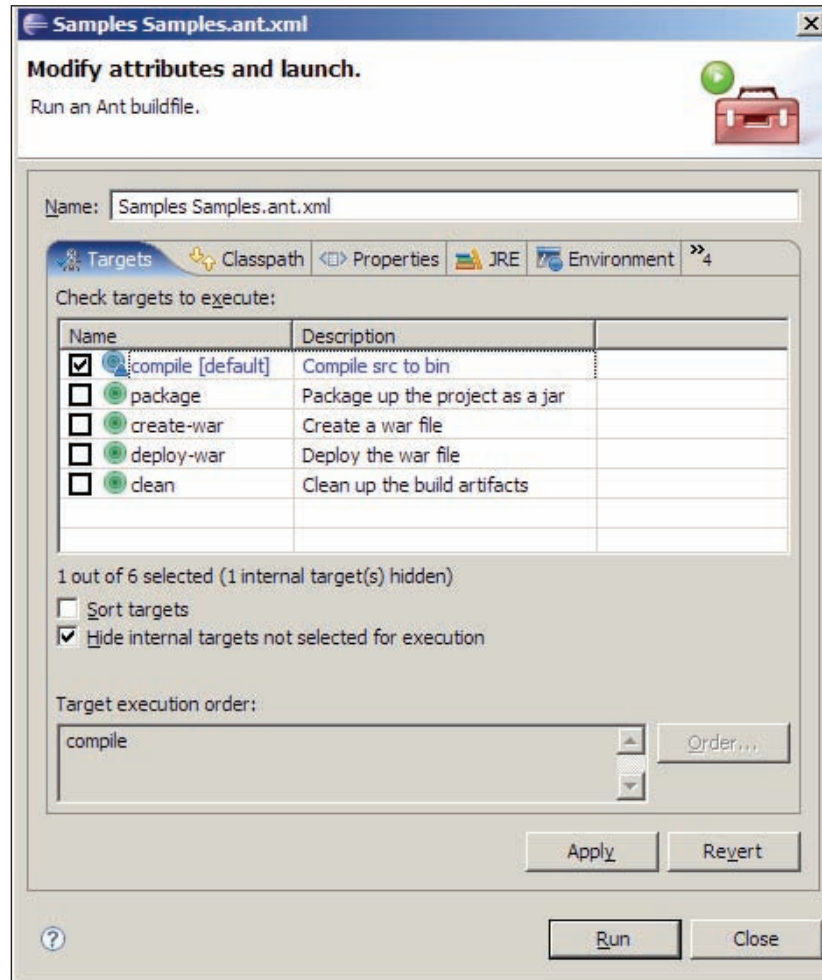 Samples Samples.ant.xml
Modify attributes and launch.
Run an Ant buildfile.
Name: Samples Samples.ant.xml
Targets Classpath Properties JRE Environment »4
Check targets to execute:
Name Description
compile [default] Compile src to bin
package Package up the project as a jar
create-war Create a war file
deploy-war Deploy the war file
clean Clean up the build artifacts
1 out of 6 selected (1 internal target(s) hidden)
Sort targets
Hide internal targets not selected for execution
Target execution order:
compile
Order...
Apply Revert
? Run Close